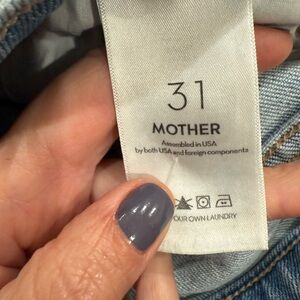 31
MOTHER
Assembled in USA
by both USA and foreign components
OUR OWN LAUNDRY